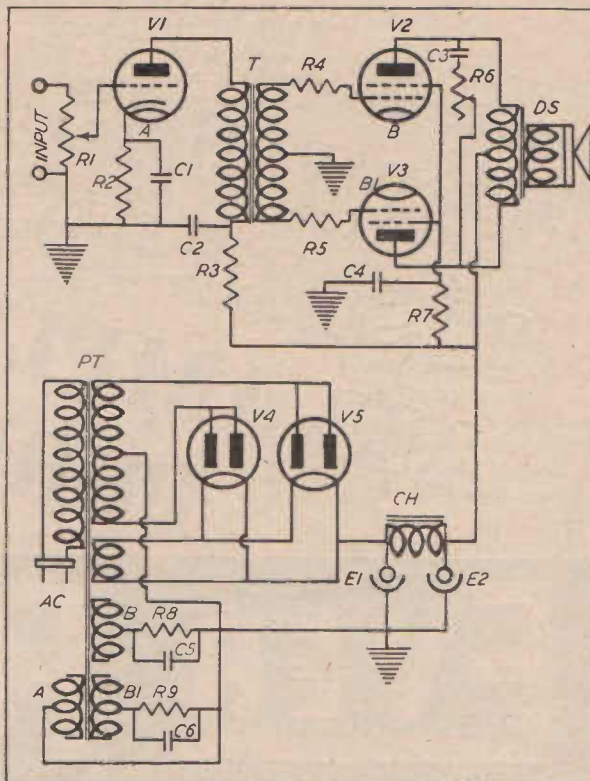 V1
V2
C3
R6
T
R4
DS
INPUT
R1
A
B
V3
R2
C1
B1
C2
R5
R3
C4
R7
PT
V4
V5
CH
E1
E2
AC
B
R8
C5
A
B1
R9
C6